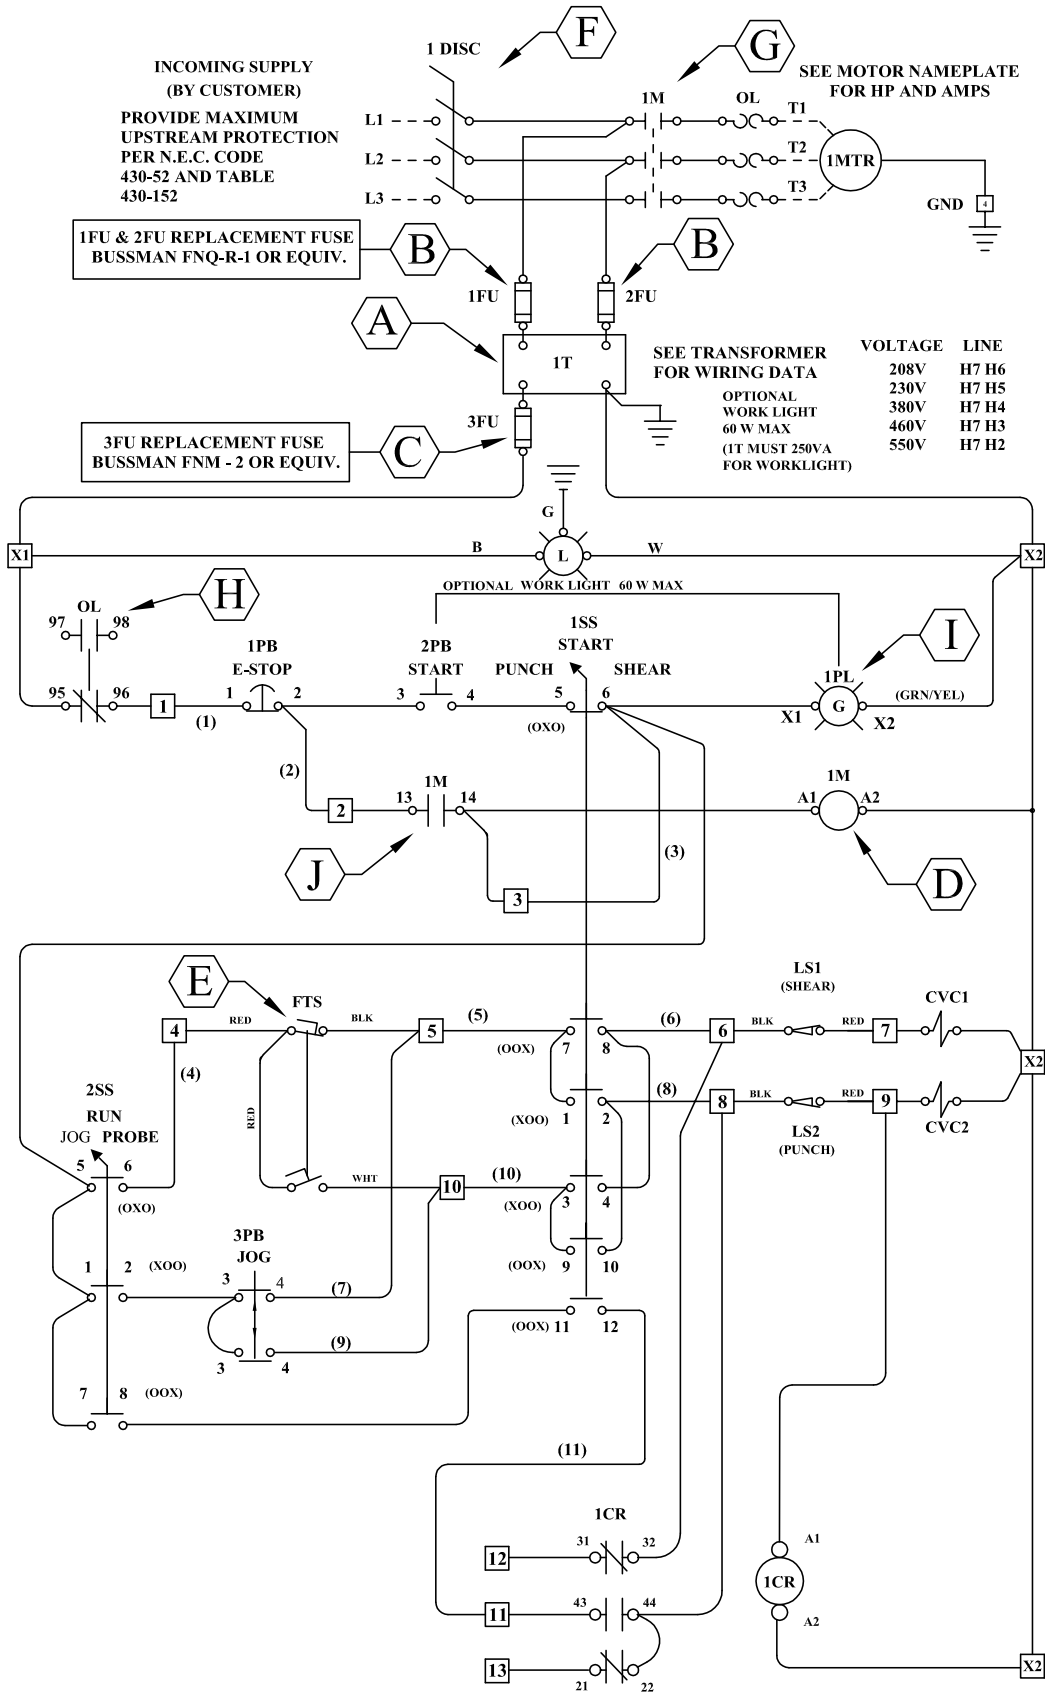 F
1 DISC
G
INCOMING SUPPLY
(BY CUSTOMER)
SEE MOTOR NAMEPLATE
FOR HP AND AMPS
PROVIDE MAXIMUM
UPSTREAM PROTECTION
PER N.E.C. CODE
430-52 AND TABLE
430-152
1M
OL
T1
L1
L2
T2
1MTR
L3
T3
GND
4
1FU & 2FU REPLACEMENT FUSE
BUSSMAN FNQ-R-1 OR EQUIV.
B
B
1FU
2FU
A
1T
SEE TRANSFORMER
FOR WIRING DATA
VOLTAGE LINE
208V H7 H6
230V H7 H5
380V H7 H4
460V H7 H3
550V H7 H2
OPTIONAL
WORK LIGHT
60 W MAX
(1T MUST 250VA
FOR WORKLIGHT)
3FU
3FU REPLACEMENT FUSE
BUSSMAN FNM - 2 OR EQUIV.
C
G
X1
B
L
W
X2
OPTIONAL WORK LIGHT 60 W MAX
H
OL
97
98
1PB
E-STOP
2PB
START
1SS
START
PUNCH
SHEAR
I
1PL
95
96
1
(1)
1
2
3
4
5
6
(OXO)
X1
G
X2
(GRN/YEL)
(2)
1M
1M
2
13
14
A1
A2
(3)
J
D
3
E
FTS
LS1
(SHEAR)
CVC1
4
RED
BLK
5
(5)
(OOX)
7
8
(6)
6
BLK
RED
7
X2
(4)
2SS
RUN
JOG PROBE
RED
(XOO)
1
2
(8)
8
BLK
RED
9
LS2
(PUNCH)
CVC2
5
6
(OXO)
WHT
10
(10)
(XOO)
3
4
3PB
JOG
1
2
(XOO)
3
4
(7)
(OOX)
9
10
(OOX)
11
12
3
4
(9)
7
8
(OOX)
(11)
1CR
12
31
32
A1
1CR
A2
11
43
44
13
21
22
X2